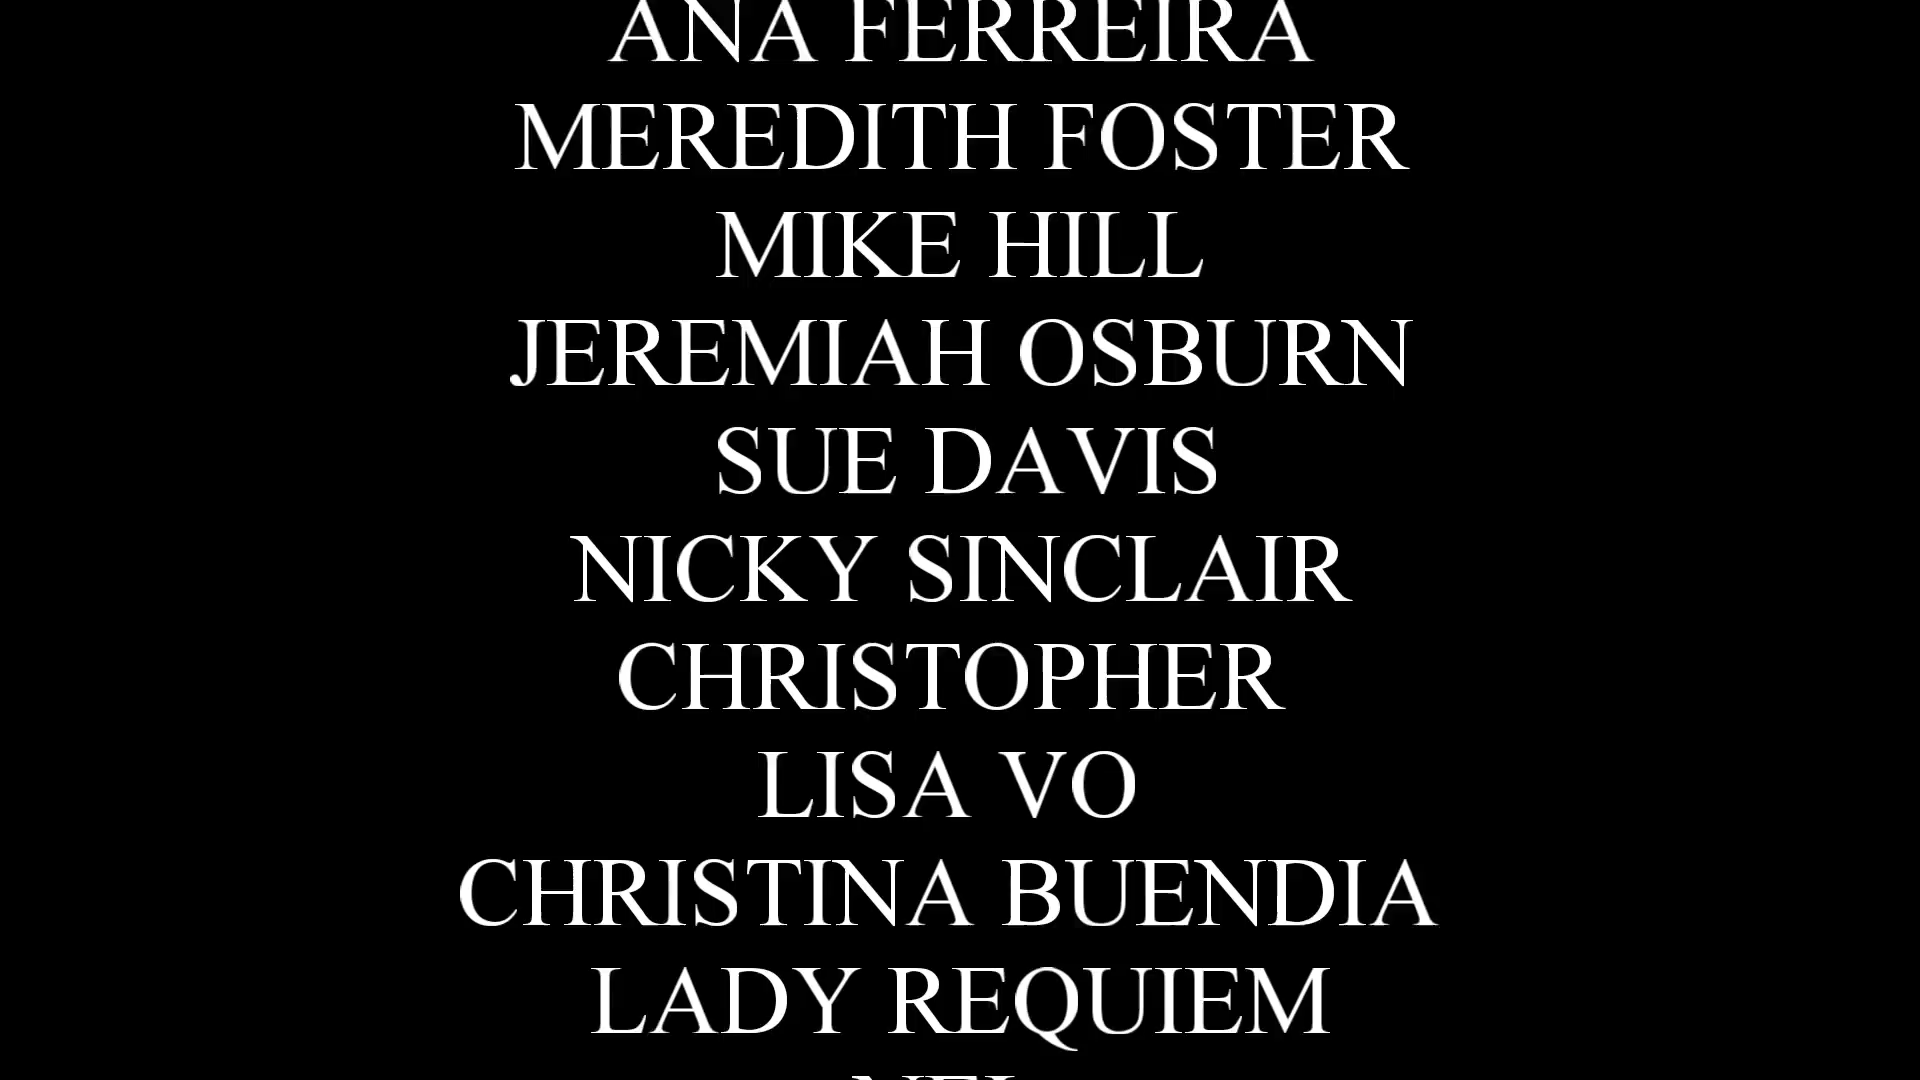 ANA FERREIRA
MEREDITH FOSTER
MIKE HILL
JEREMIAH OSBURN
SUE DAVIS
NICKY SINCLAIR
CHRISTOPHER
LISA VO
CHRISTINA BUENDIA
LADY REQUIEM